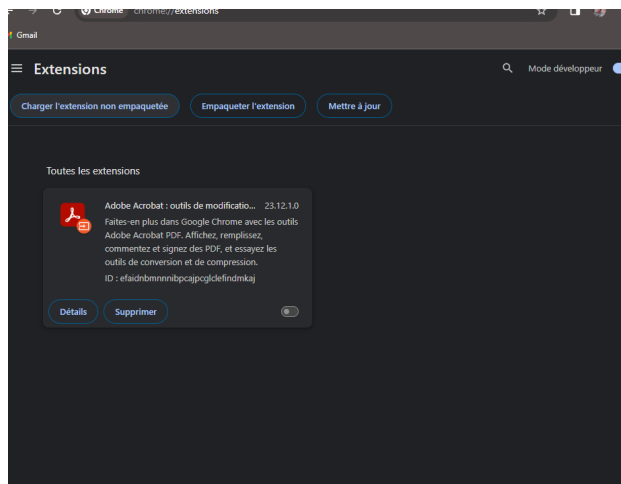 Chrome chrome://extensions
Gmail
Extensions
Mode développeur
Charger l'extension non empaquetée
Empaqueter l'extension
Mettre à jour
Toutes les extensions
Adobe Acrobat : outils de modificatio... 23.12.1.0
Faites-en plus dans Google Chrome avec les outils
Adobe Acrobat PDF. Affichez, remplissez,
commentez et signez des PDF, et essayez les
outils de conversion et de compression.
ID : efaidnbmnnnibpcajpcglclefindmkaj
Détails
Supprimer